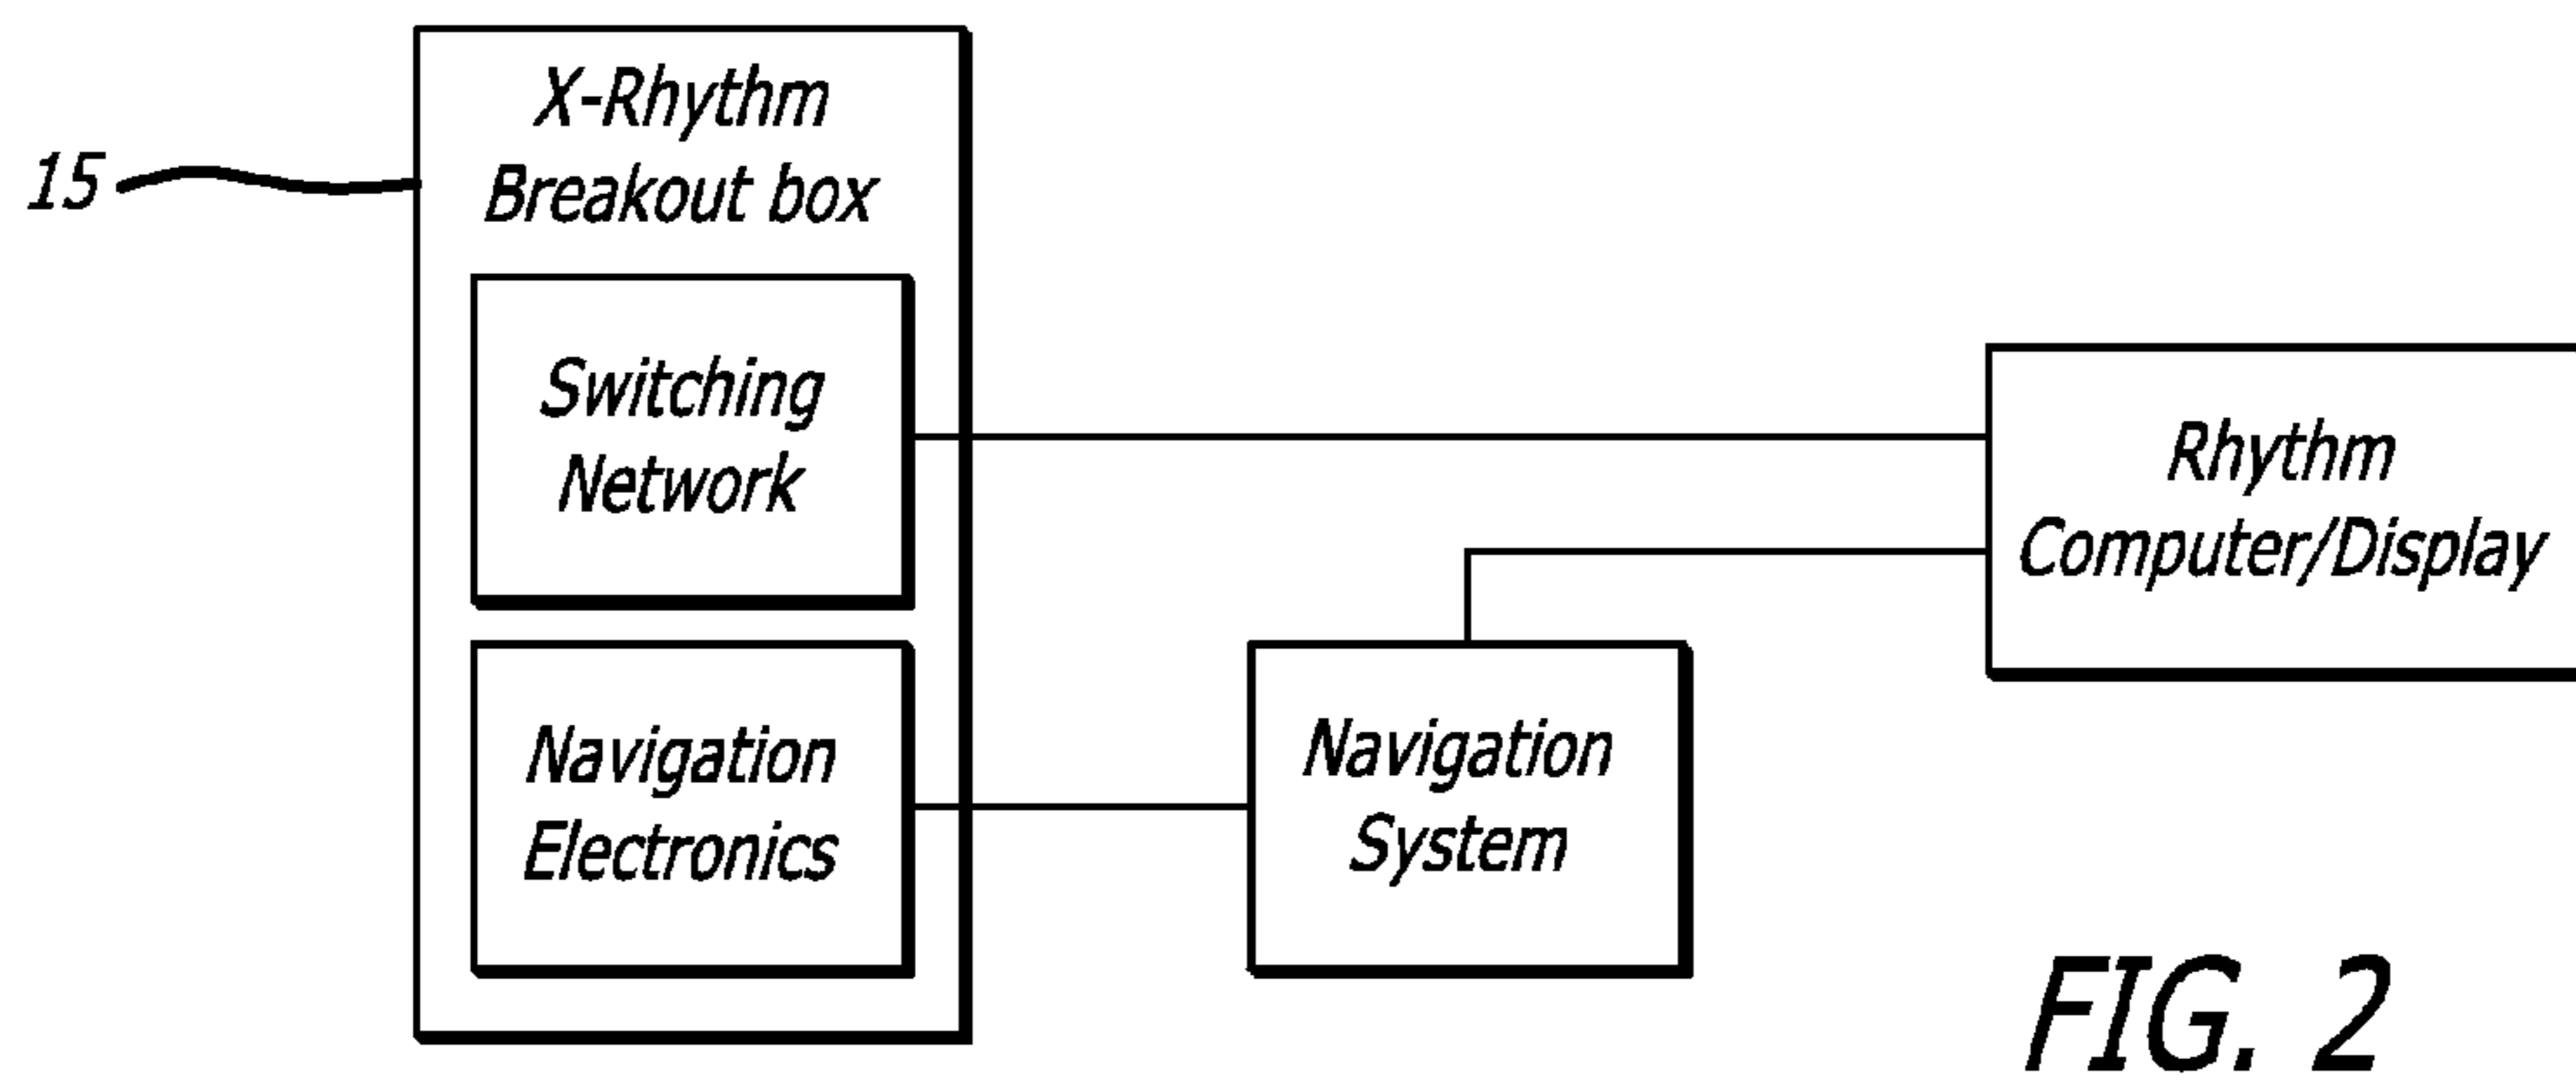 X-Rhythm
Breakout box
15
Switching
Network
Rhythm
Computer/Display
Navigation
Electronics
Navigation
System
FIG. 2